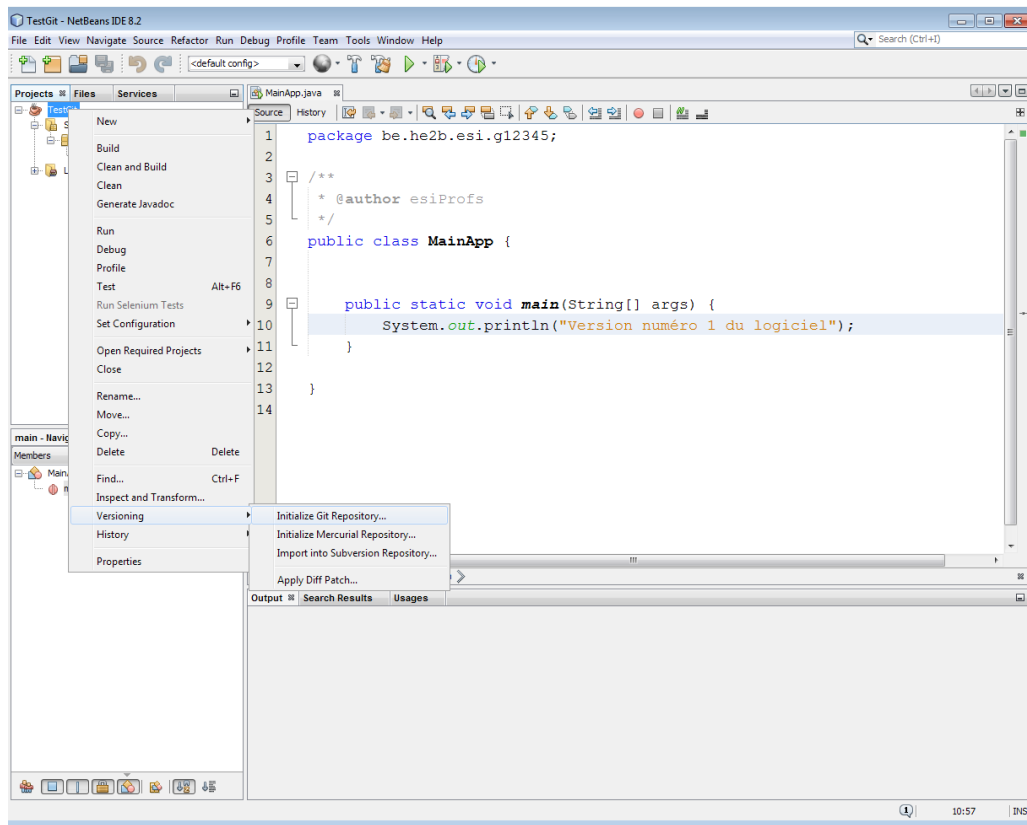 TestGit - NetBeans IDE 8.2
File Edit View Navigate Source Refactor Run Debug Profile Team Tools Window Help
Search (Ctrl+I)
<default config>
Projects Files Services
MainApp.java
TestGit
Source History
S
L
New
Build
Clean and Build
Clean
Generate Javadoc
Run
Debug
Profile
Test Alt+F6
Run Selenium Tests
Set Configuration
Open Required Projects
Close
Rename...
Move...
Copy...
Delete Delete
Find... Ctrl+F
Inspect and Transform...
Versioning
History
Properties
Initialize Git Repository...
Initialize Mercurial Repository...
Import into Subversion Repository...
Apply Diff Patch...
1 package be.he2b.esi.g12345;
2
3 /**
4 * @author esiProfs
5 */
6 public class MainApp {
7
8
9 public static void main(String[] args) {
10 System.out.println("Version numéro 1 du logiciel");
11 }
12
13 }
14
main - Navig
Members
Main
Output Search Results Usages
1
10:57 INS